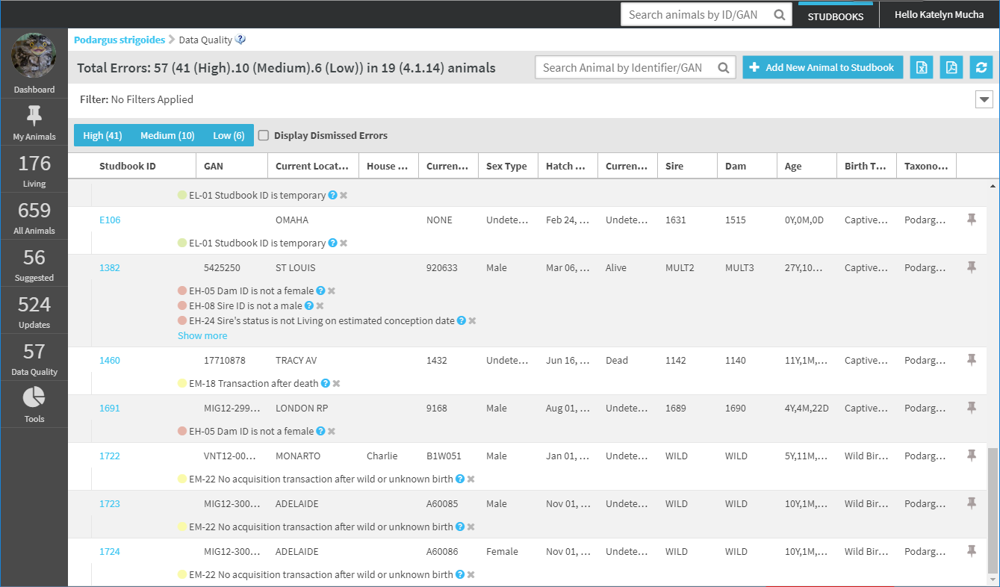 Search animals by ID/GAN STUDBOOKS Hello Katelyn Mucha
Podargus strigoides Data Quality ?
Total Errors: 57 (41 (High).10 (Medium).6 (Low)) in 19 (4.1.14) animals Search Animal by Identifier/GAN Add New Animal to Studbook
Filter: No Filters Applied
High (41) Medium (10) Low (6) Display Dismissed Errors
Dashboard
My Animals
176
Living
659
All Animals
56
Suggested
524
Updates
57
Data Quality
Tools
Studbook ID GAN Current Locat... House ... Curren... Sex Type Hatch ... Curren... Sire Dam Age Birth T... Taxono...
EL-01 Studbook ID is temporary ?
E106 OMAHA NONE Undete... Feb 24, ... Undete... 1631 1515 0Y,0M,0D Captive... Podarg...
EL-01 Studbook ID is temporary ?
1382 5425250 ST LOUIS 920633 Male Mar 06, ... Alive MULT2 MULT3 27Y,10... Captive... Podarg...
EH-05 Dam ID is not a female ?
EH-08 Sire ID is not a male ?
EH-24 Sire's status is not Living on estimated conception date ?
Show more
1460 17710878 TRACY AV 1432 Undete... Jun 16, ... Dead 1142 1140 11Y,1M,... Captive... Podarg...
EM-18 Transaction after death ?
1691 MIG12-299... LONDON RP 9168 Male Aug 01, ... Undete... 1689 1690 4Y,4M,22D Captive... Podarg...
EH-05 Dam ID is not a female ?
1722 VNT12-00... MONARTO Charlie B1W051 Male Jan 01, ... Undete... WILD WILD 5Y,11M,... Wild Bir... Podarg...
EM-22 No acquisition transaction after wild or unknown birth ?
1723 MIG12-300... ADELAIDE A60085 Male Nov 01, ... Undete... WILD WILD 10Y,1M,... Wild Bir... Podarg...
EM-22 No acquisition transaction after wild or unknown birth ?
1724 MIG12-300... ADELAIDE A60086 Female Nov 01, ... Undete... WILD WILD 10Y,1M,... Wild Bir... Podarg...
EM-22 No acquisition transaction after wild or unknown birth ?